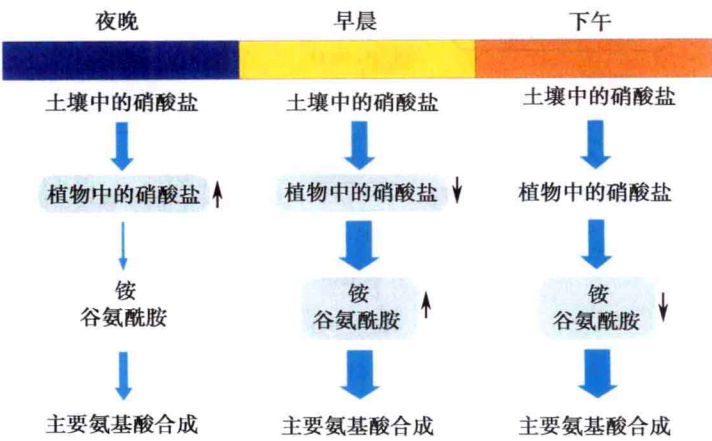 夜晚
早晨
下午
土壤中的硝酸盐
土壤中的硝酸盐
土壤中的硝酸盐
植物中的硝酸盐
植物中的硝酸盐
植物中的硝酸盐
铵
谷氨酰胺
铵
谷氨酰胺
铵
谷氨酰胺
主要氨基酸合成
主要氨基酸合成
主要氨基酸合成